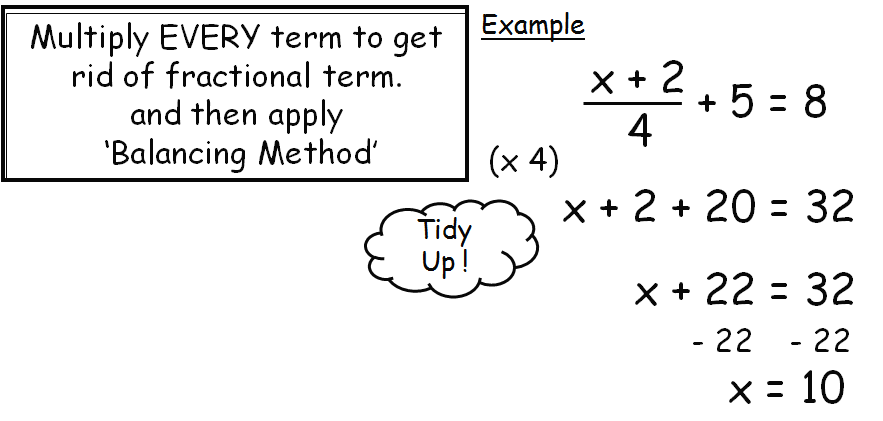 Multiply EVERY term to get
rid of fractional term.
and then apply
‘Balancing Method’
Example
x + 2
4
+ 5 = 8
(x 4)
x + 2 + 20 = 32
Tidy
Up !
x + 22 = 32
- 22 - 22
x = 10